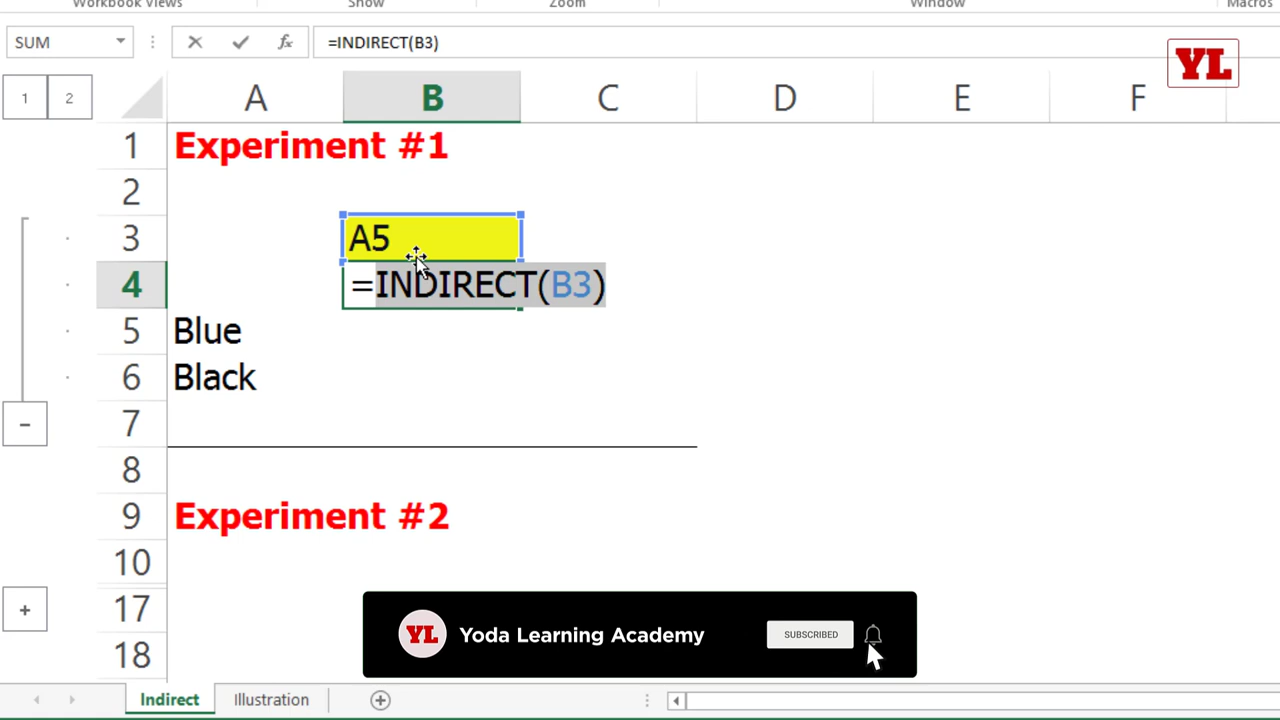 Workbook Views Show Zoom Window Macros
SUM fx =INDIRECT(B3)
YL
1 2 A B C D E F
1 Experiment #1
2
3 A5
4 =INDIRECT(B3)
5 Blue
6 Black
7
8
9 Experiment #2
10
17
YL Yoda Learning Academy SUBSCRIBED
18
Indirect Illustration